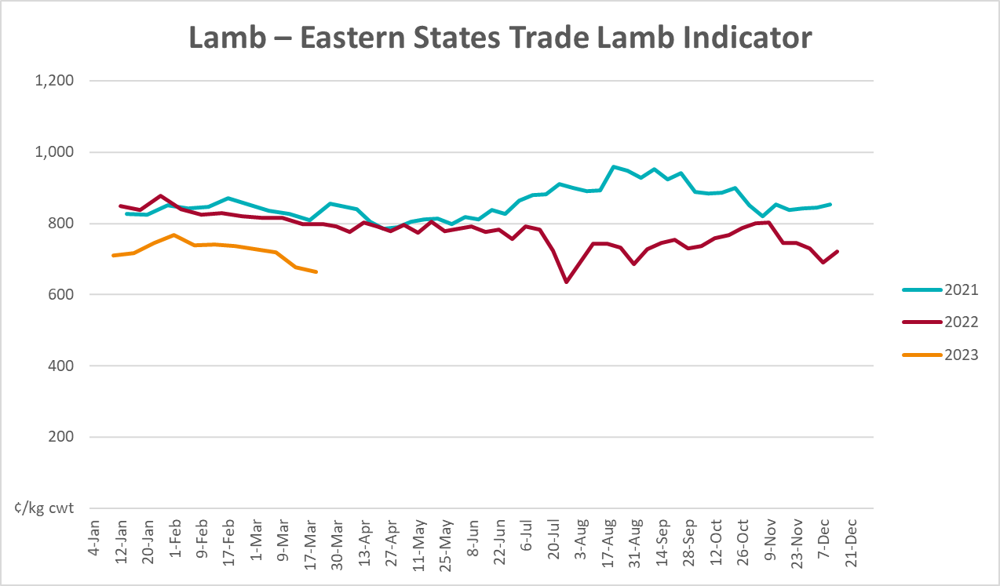 Lamb – Eastern States Trade Lamb Indicator
1,200
1,000
800
600
400
200
¢/kg cwt
4-Jan
12-Jan
20-Jan
1-Feb
9-Feb
17-Feb
1-Mar
9-Mar
17-Mar
30-Mar
13-Apr
27-Apr
11-May
25-May
8-Jun
22-Jun
6-Jul
20-Jul
3-Aug
17-Aug
31-Aug
14-Sep
28-Sep
12-Oct
26-Oct
9-Nov
23-Nov
7-Dec
21-Dec
2021
2022
2023